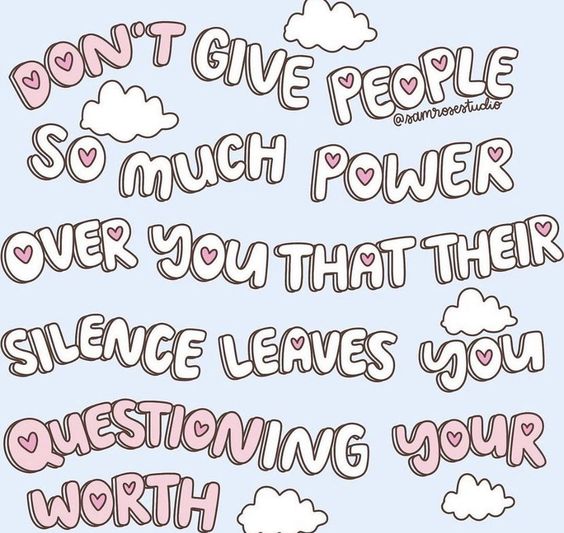 DON'T GIVE PEOPLE
@samrosestudio
SO MUCH POWER
OVER YOU THAT THEIR
SILENCE LEAVES YOU
QUESTIONING YOUR
WORTH